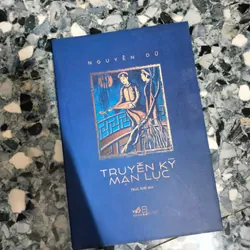 NGUYỄN DỮ
TRUYỀN KỲ
MẠN LỤC